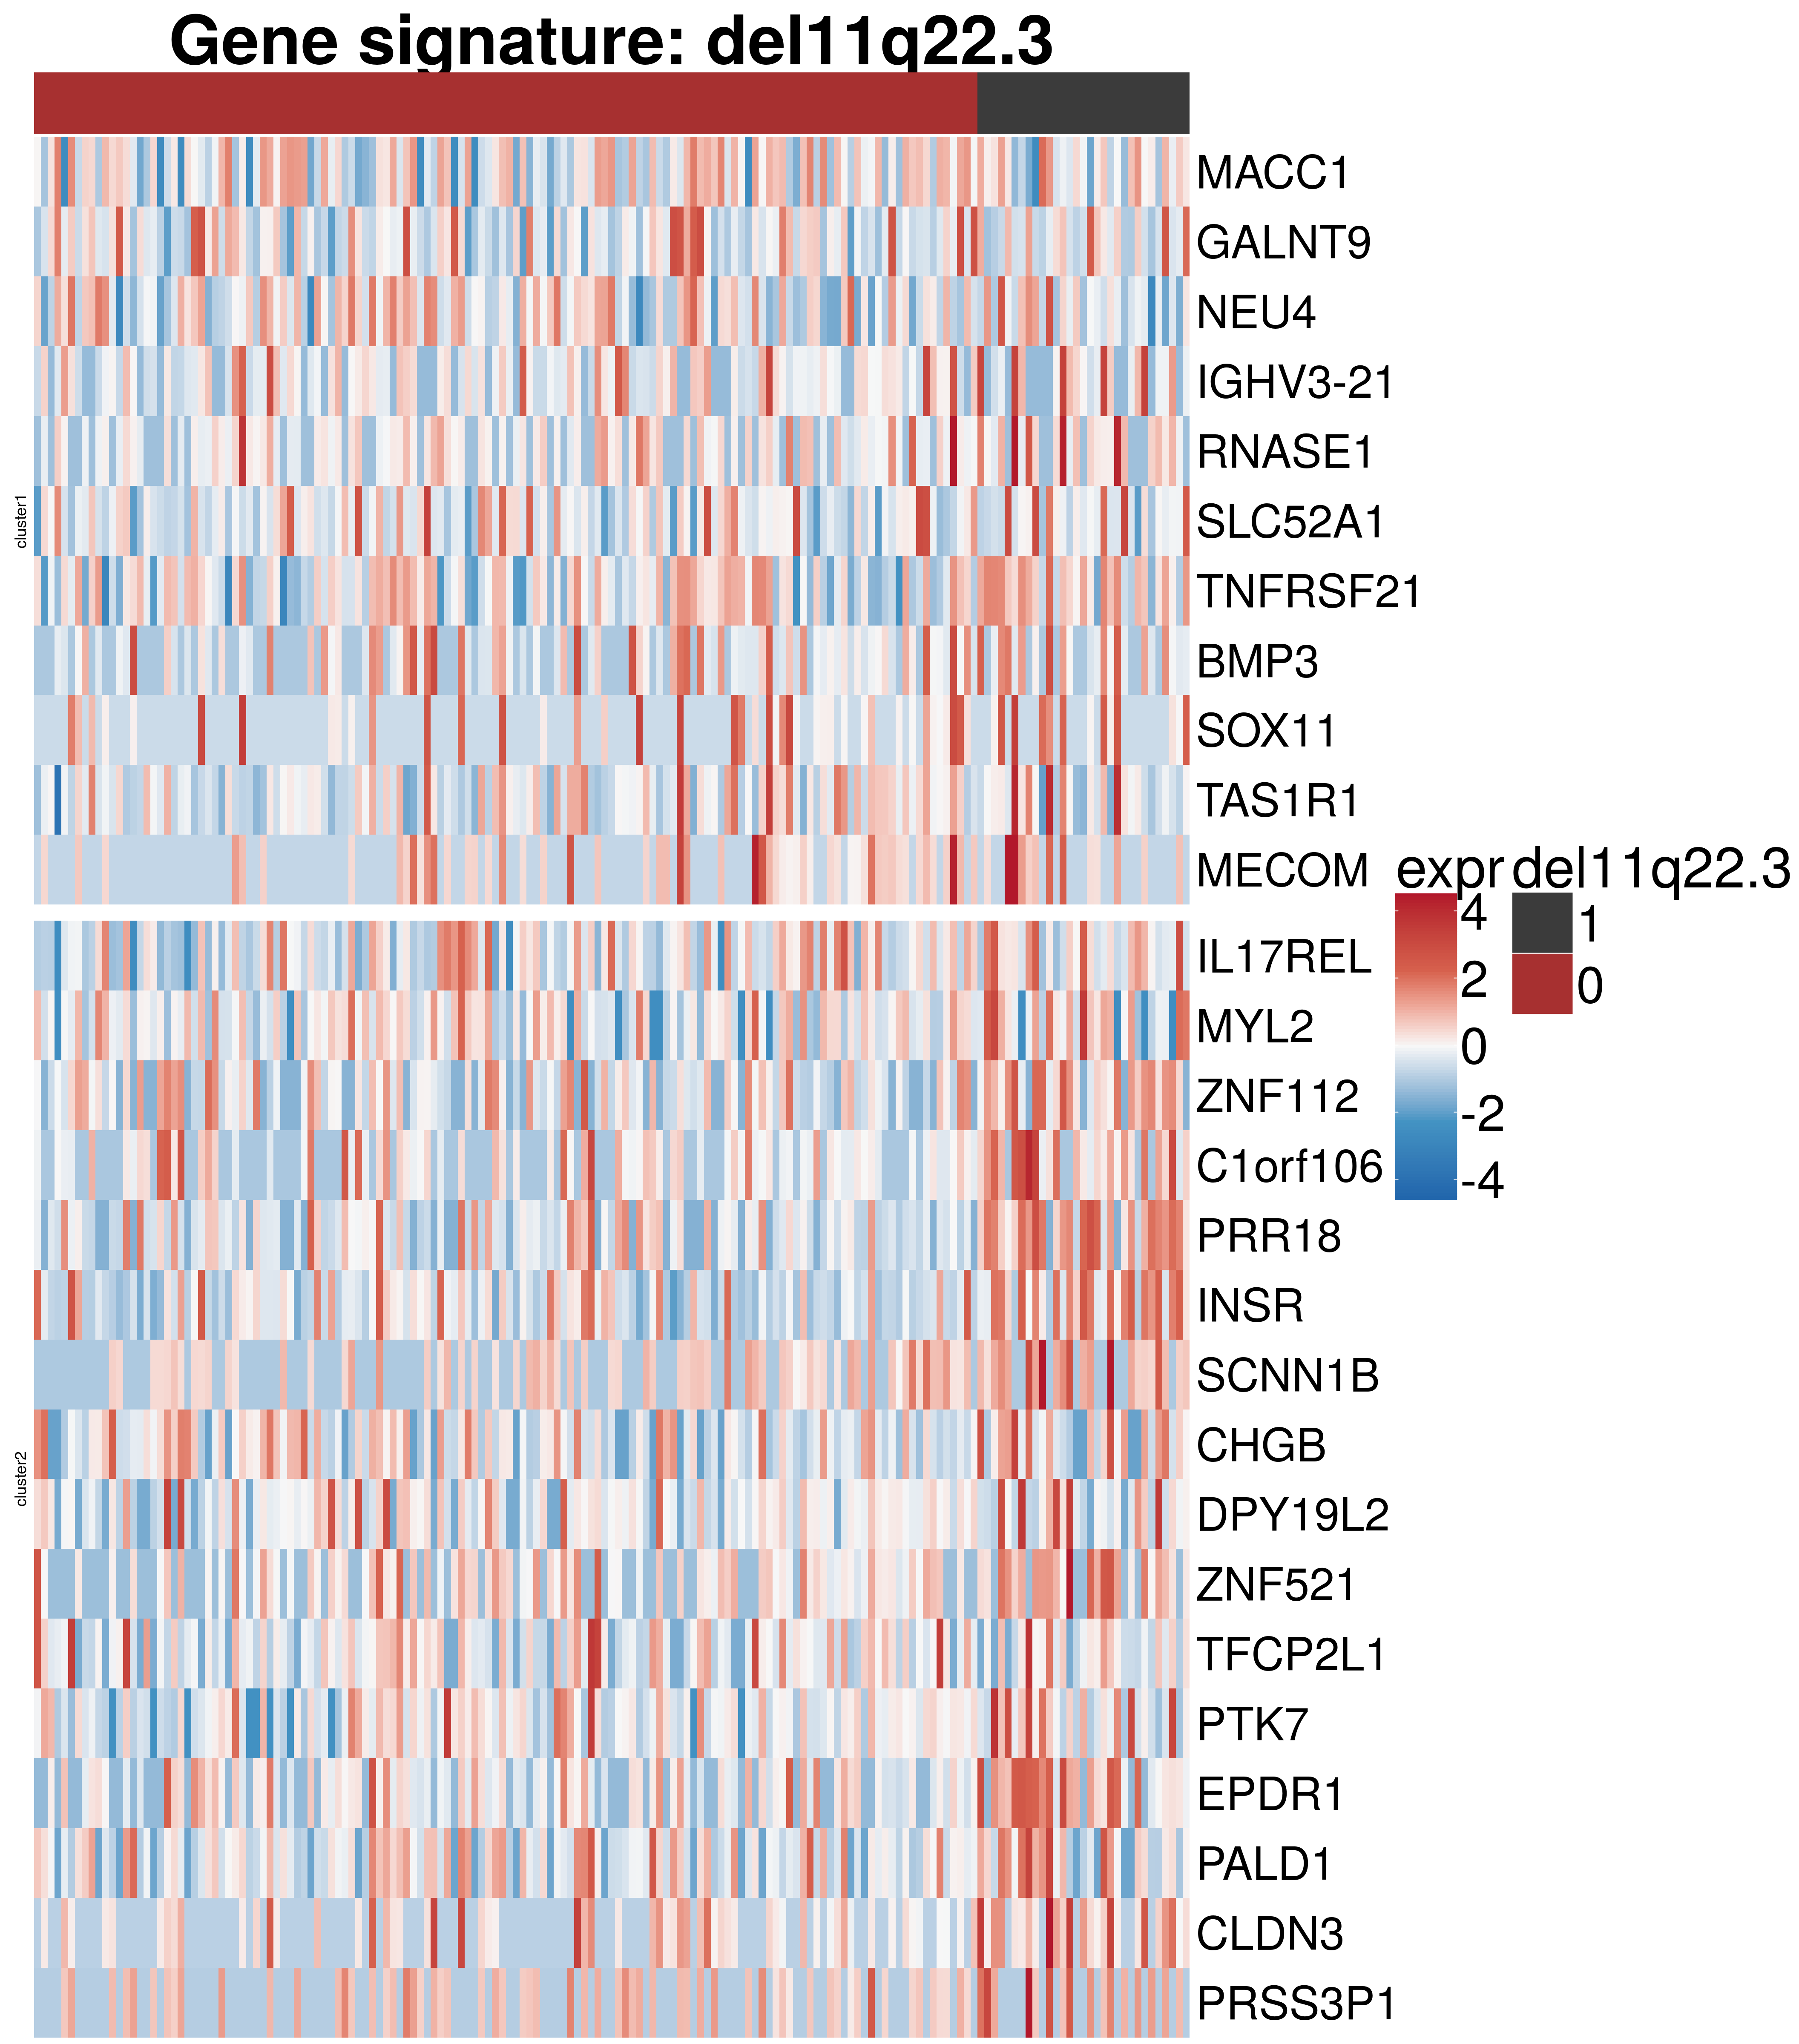 Gene signature: del11q22.3
cluster1
MACC1
GALNT9
NEU4
IGHV3-21
RNASE1
SLC52A1
TNFRSF21
BMP3
SOX11
TAS1R1
MECOM
cluster2
IL17REL
MYL2
ZNF112
C1orf106
PRR18
INSR
SCNN1B
CHGB
DPY19L2
ZNF521
TFCP2L1
PTK7
EPDR1
PALD1
CLDN3
PRSS3P1
expr
4
2
0
-2
-4
del11q22.3
1
0